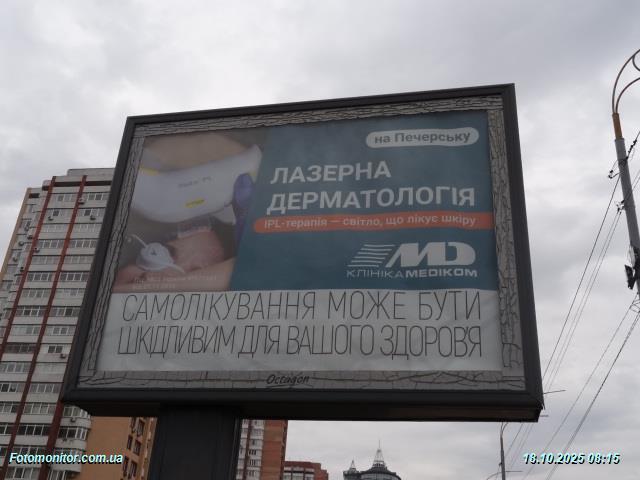 на Печерську
ЛАЗЕРНА
ДЕРМАТОЛОГІЯ
IPL-терапія — світло, що лікує шкіру
MD
КЛІНІКА МЕДІКОМ
САМОЛІКУВАННЯ МОЖЕ БУТИ
ШКІДЛИВИМ ДЛЯ ВАШОГО ЗДОРОВ'Я
Octagon
Fotomonitor.com.ua
18.10.2025 08:15